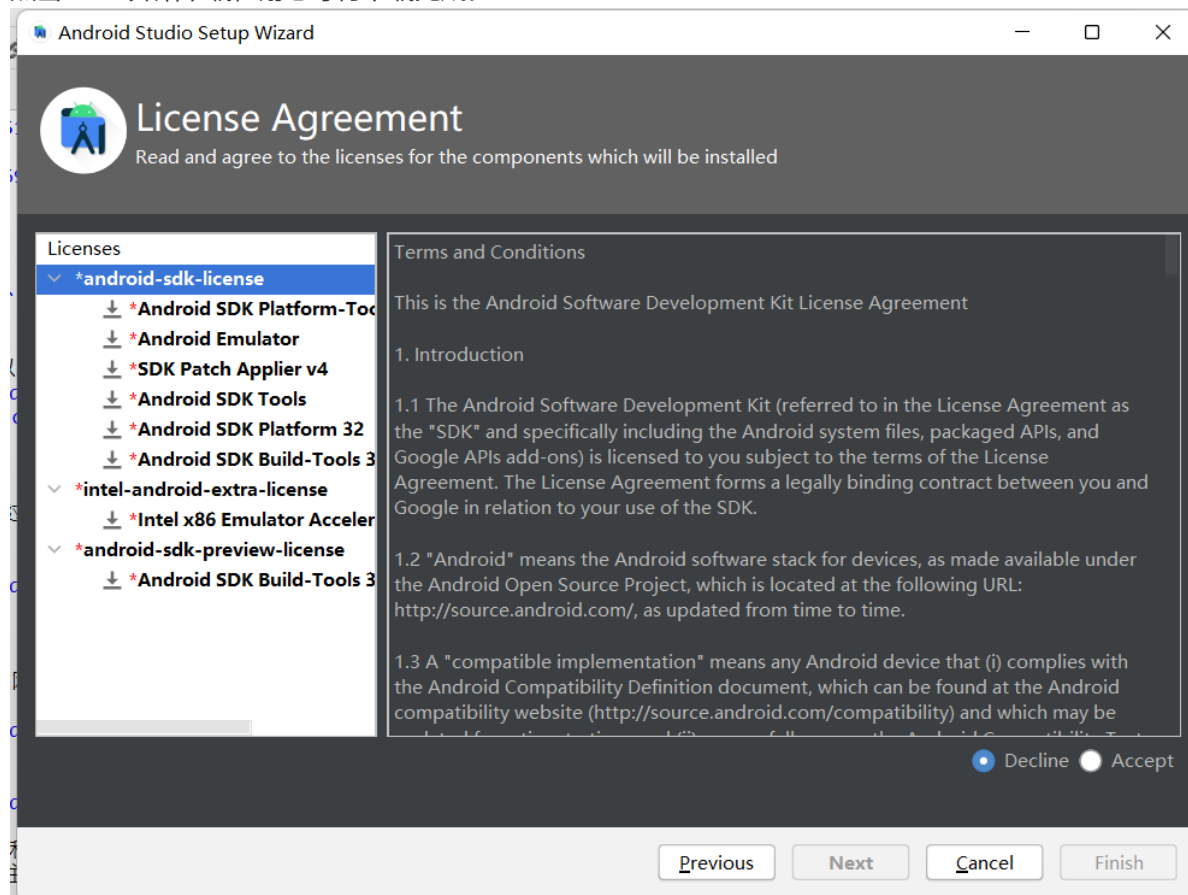 Android Studio Setup Wizard
License Agreement
Read and agree to the licenses for the components which will be installed
Licenses
*android-sdk-license
*Android SDK Platform-Too
*Android Emulator
*SDK Patch Applier v4
*Android SDK Tools
*Android SDK Platform 32
*Android SDK Build-Tools 3
*intel-android-extra-license
*Intel x86 Emulator Acceler
*android-sdk-preview-license
*Android SDK Build-Tools 3
Terms and Conditions
This is the Android Software Development Kit License Agreement
1. Introduction
1.1 The Android Software Development Kit (referred to in the License Agreement as
the "SDK" and specifically including the Android system files, packaged APIs, and
Google APIs add-ons) is licensed to you subject to the terms of the License
Agreement. The License Agreement forms a legally binding contract between you and
Google in relation to your use of the SDK.
1.2 "Android" means the Android software stack for devices, as made available under
the Android Open Source Project, which is located at the following URL:
http://source.android.com/, as updated from time to time.
1.3 A "compatible implementation" means any Android device that (i) complies with
the Android Compatibility Definition document, which can be found at the Android
compatibility website (http://source.android.com/compatibility) and which may be
Decline Accept
Previous Next Cancel Finish